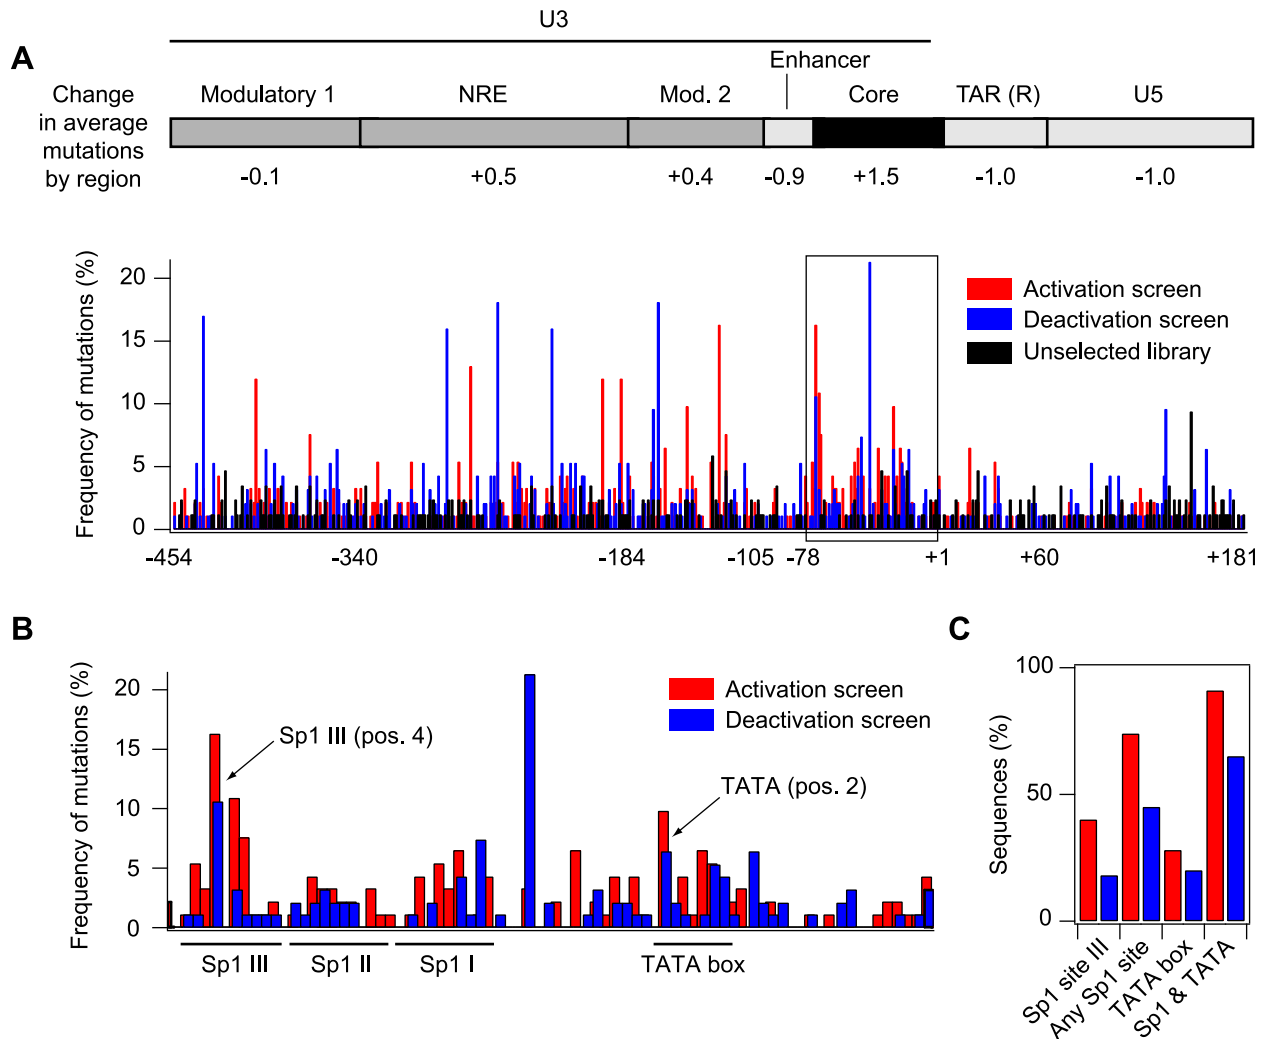 U3
A
Enhancer
Change in average mutations by region
Modulatory 1 NRE Mod. 2 Core TAR (R) U5
-0.1 +0.5 +0.4 -0.9 +1.5 -1.0 -1.0
Frequency of mutations (%)
20
15
10
5
0
Activation screen
Deactivation screen
Unselected library
-454 -340 -184 -105 -78 +1 +60 +181
B
Frequency of mutations (%)
20
15
10
5
0
Activation screen
Deactivation screen
Sp1 III (pos. 4)
TATA (pos. 2)
Sp1 III Sp1 II Sp1 I TATA box
C
Sequences (%)
100
50
0
Sp1 site III
Any Sp1 site
TATA box
Sp1 & TATA